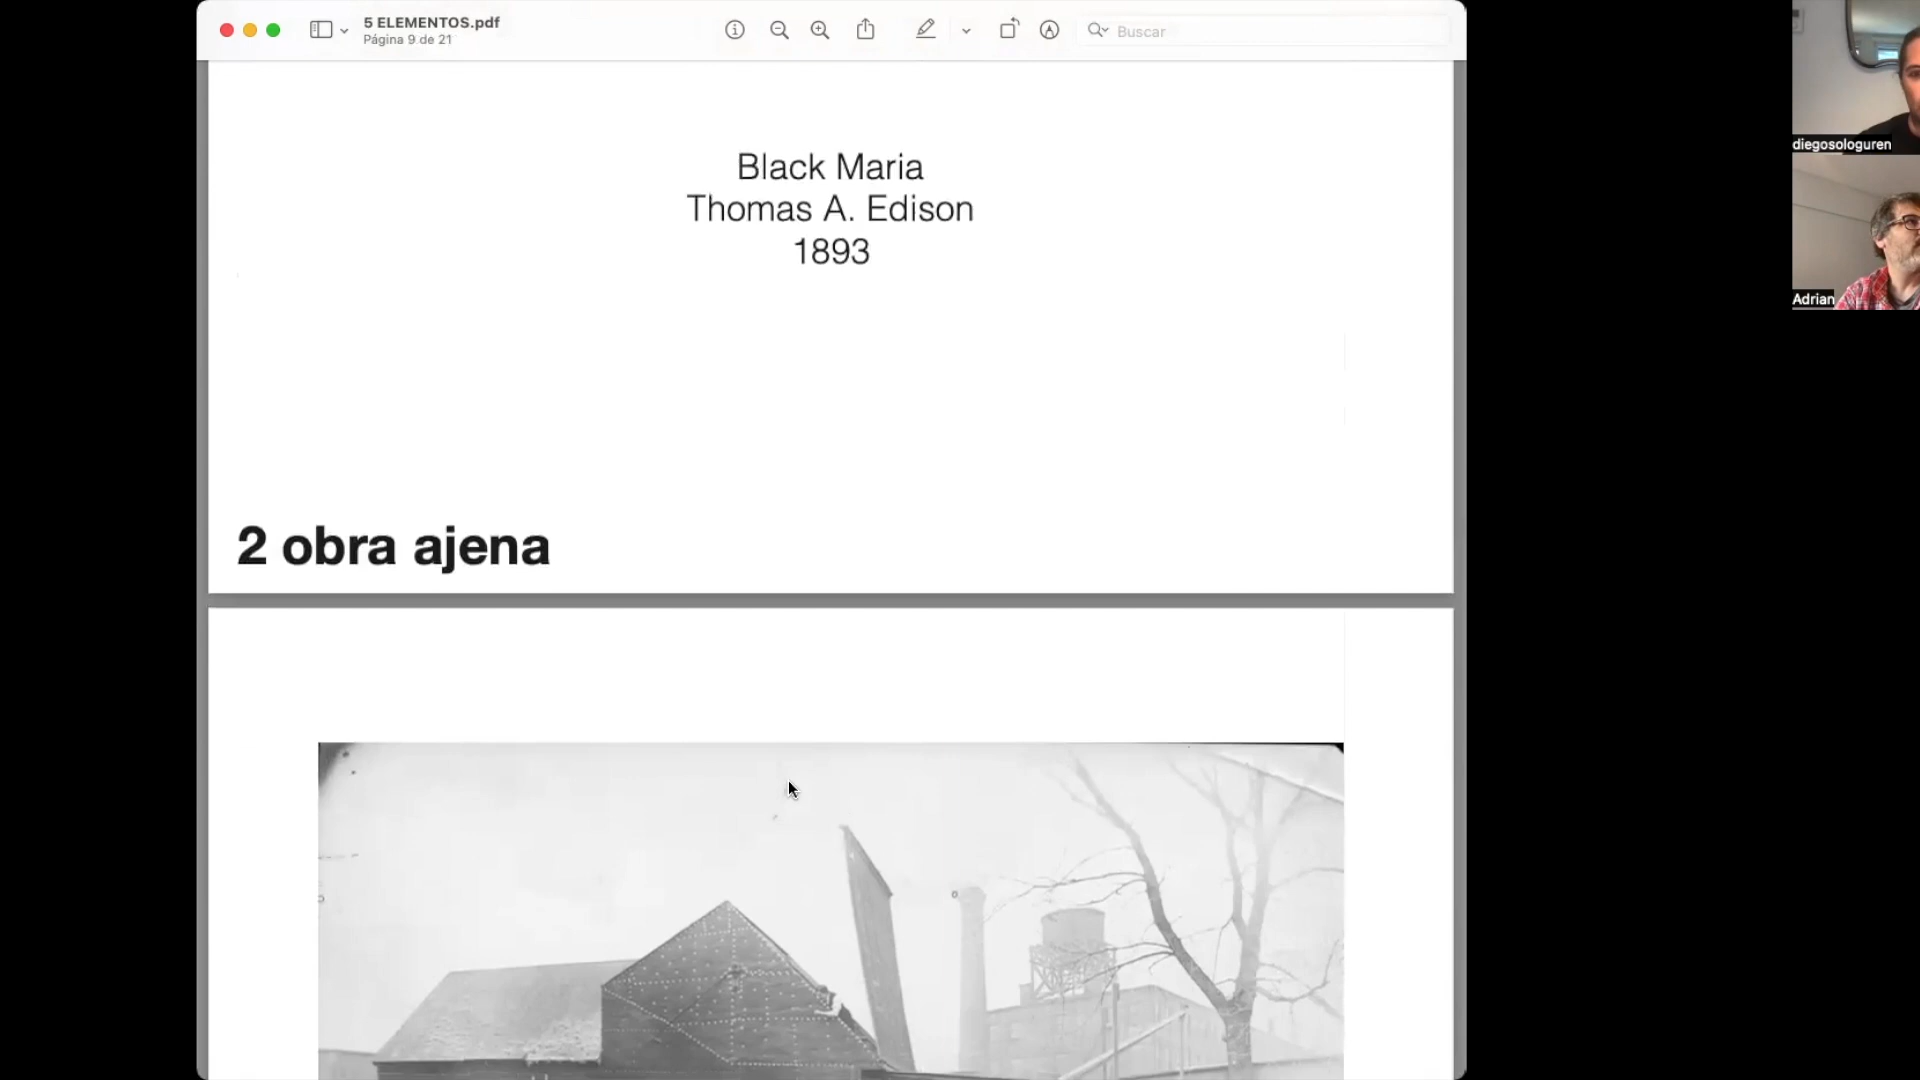 5 ELEMENTOS.pdf
Página 9 de 21
Buscar
Black Maria
Thomas A. Edison
1893
2 obra ajena
diegosologuren
Adrian